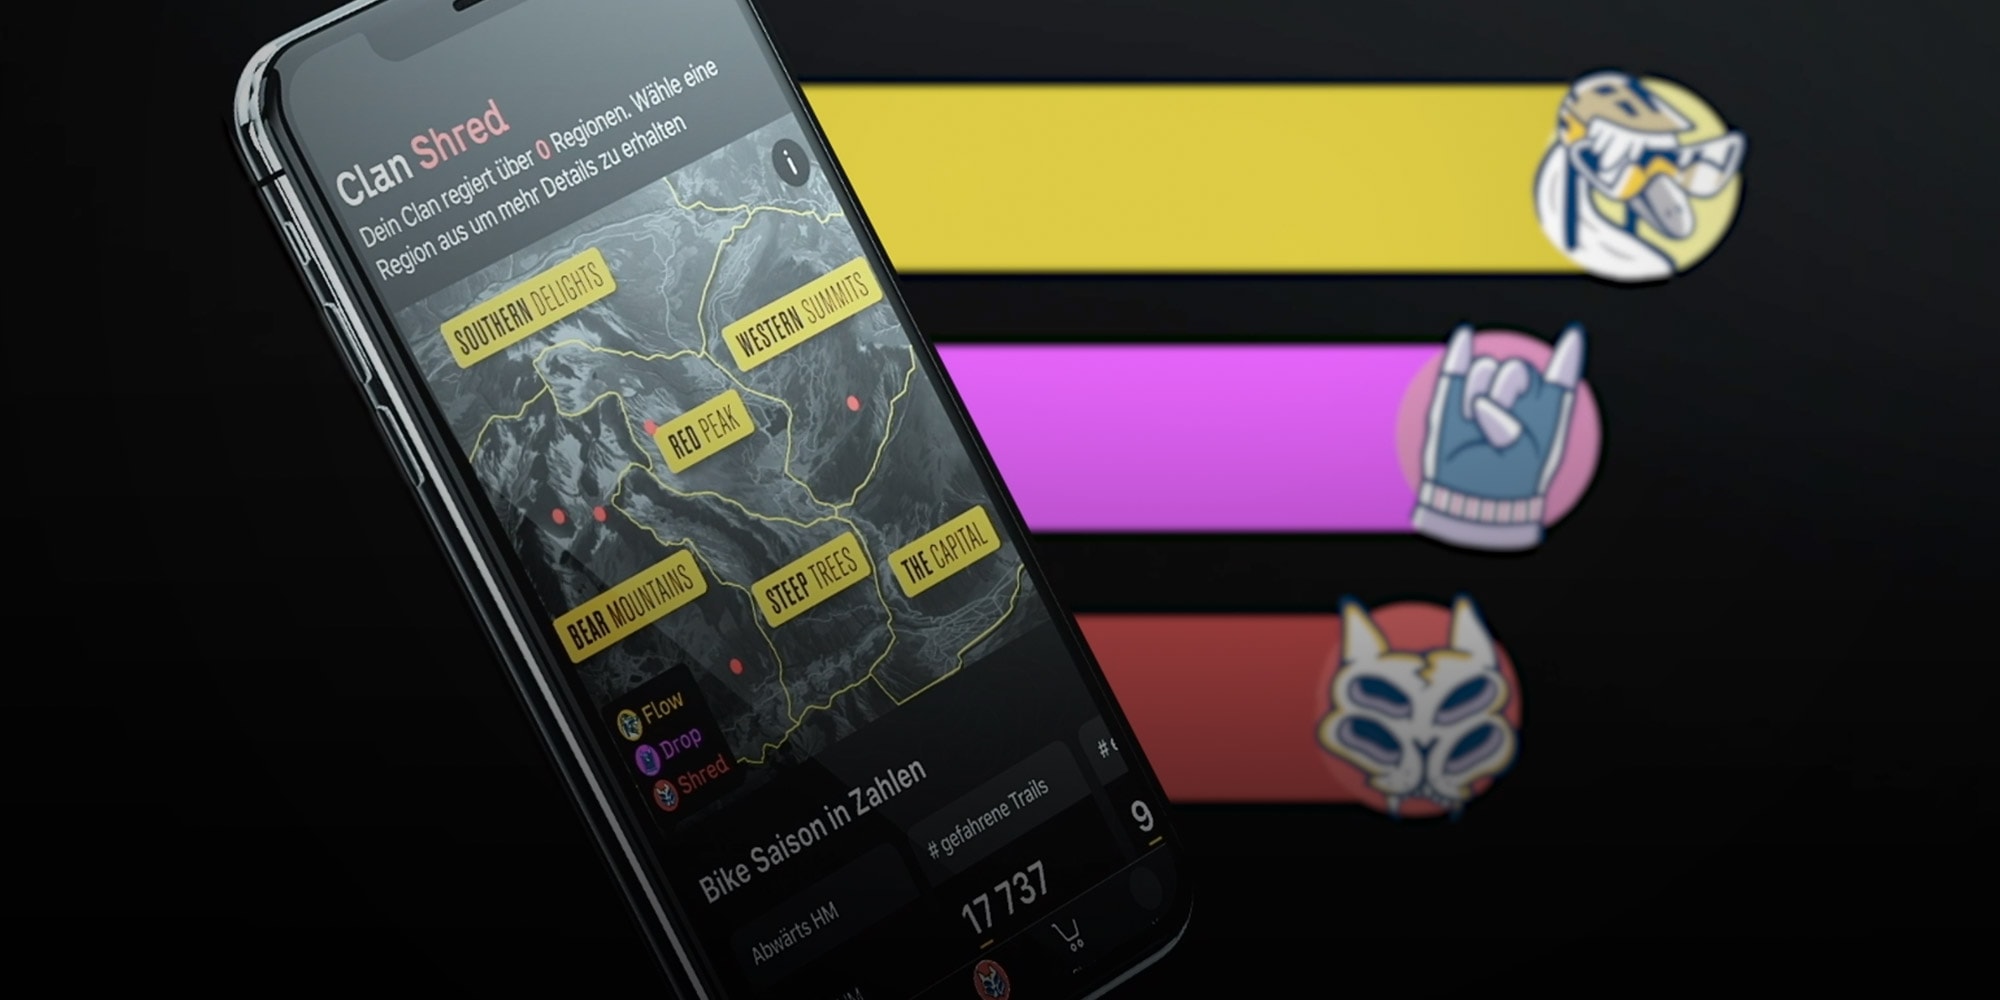 Clan Shred
Dein Clan regiert über 0 Regionen. Wähle eine
Region aus um mehr Details zu erhalten
i
SOUTHERN DELIGHTS
WESTERN SUMMITS
RED PEAK
BEAR MOUNTAINS
STEEP TREES
THE CAPITAL
Flow
Drop
Shred
Bike Saison in Zahlen
Abwärts HM
# gefahrene Trails
#
17 737
9